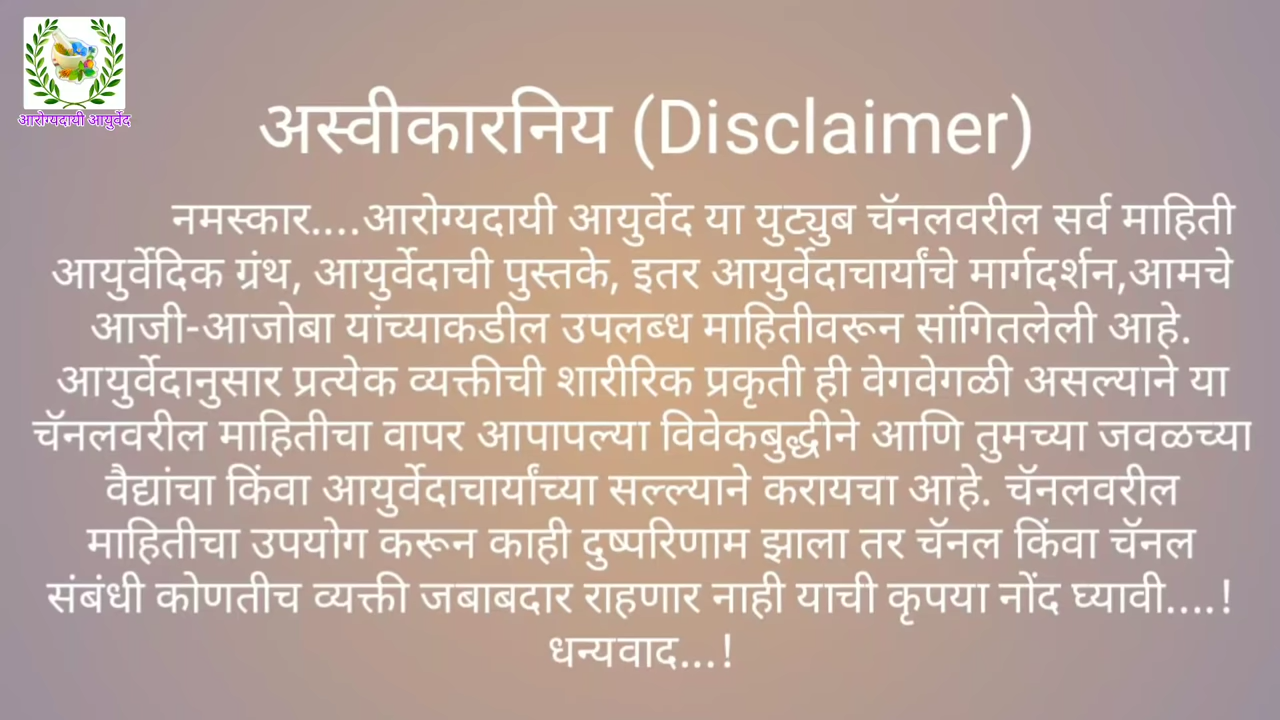 आरोग्यदायी आयुर्वेद
अस्वीकारनिय (Disclaimer)
नमस्कार....आरोग्यदायी आयुर्वेद या युट्युब चॅनलवरील सर्व माहिती
आयुर्वेदिक ग्रंथ, आयुर्वेदाची पुस्तके, इतर आयुर्वेदाचार्यांचे मार्गदर्शन,आमचे
आजी-आजोबा यांच्याकडील उपलब्ध माहितीवरून सांगितलेली आहे.
आयुर्वेदानुसार प्रत्येक व्यक्तीची शारीरिक प्रकृती ही वेगवेगळी असल्याने या
चॅनलवरील माहितीचा वापर आपापल्या विवेकबुद्धीने आणि तुमच्या जवळच्या
वैद्यांचा किंवा आयुर्वेदाचार्यांच्या सल्ल्याने करायचा आहे. चॅनलवरील
माहितीचा उपयोग करून काही दुष्परिणाम झाला तर चॅनल किंवा चॅनल
संबंधी कोणतीच व्यक्ती जबाबदार राहणार नाही याची कृपया नोंद घ्यावी....!
धन्यवाद...!